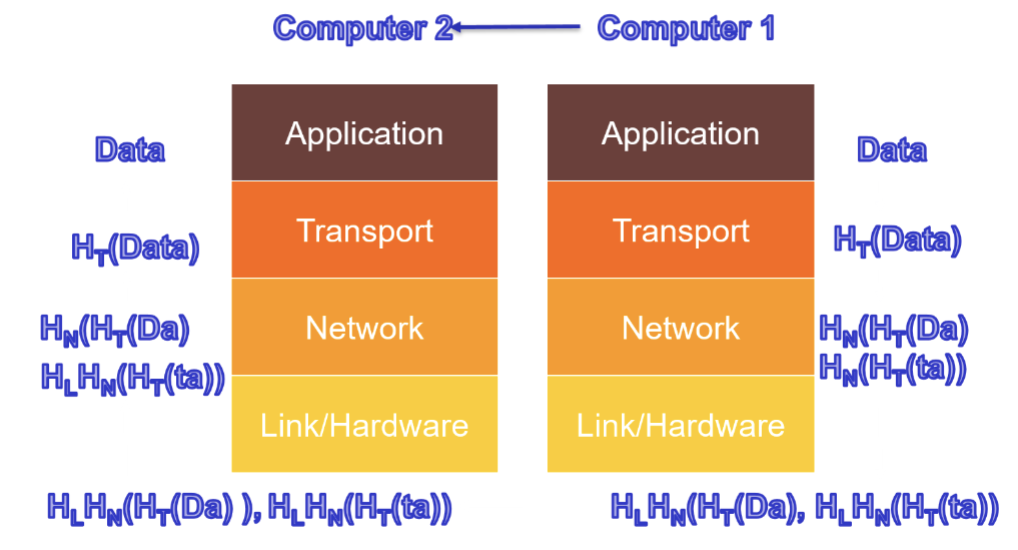 Computer 2 Computer 1
Application Application
Data Data
Transport Transport
H_T(Data) H_T(Data)
H_N(H_T(Da) Network Network H_N(H_T(Da)
H_LH_N(H_T(ta)) H_N(H_T(ta))
Link/Hardware Link/Hardware
H_LH_N(H_T(Da) ), H_LH_N(H_T(ta)) H_LH_N(H_T(Da), H_LH_N(H_T(ta))